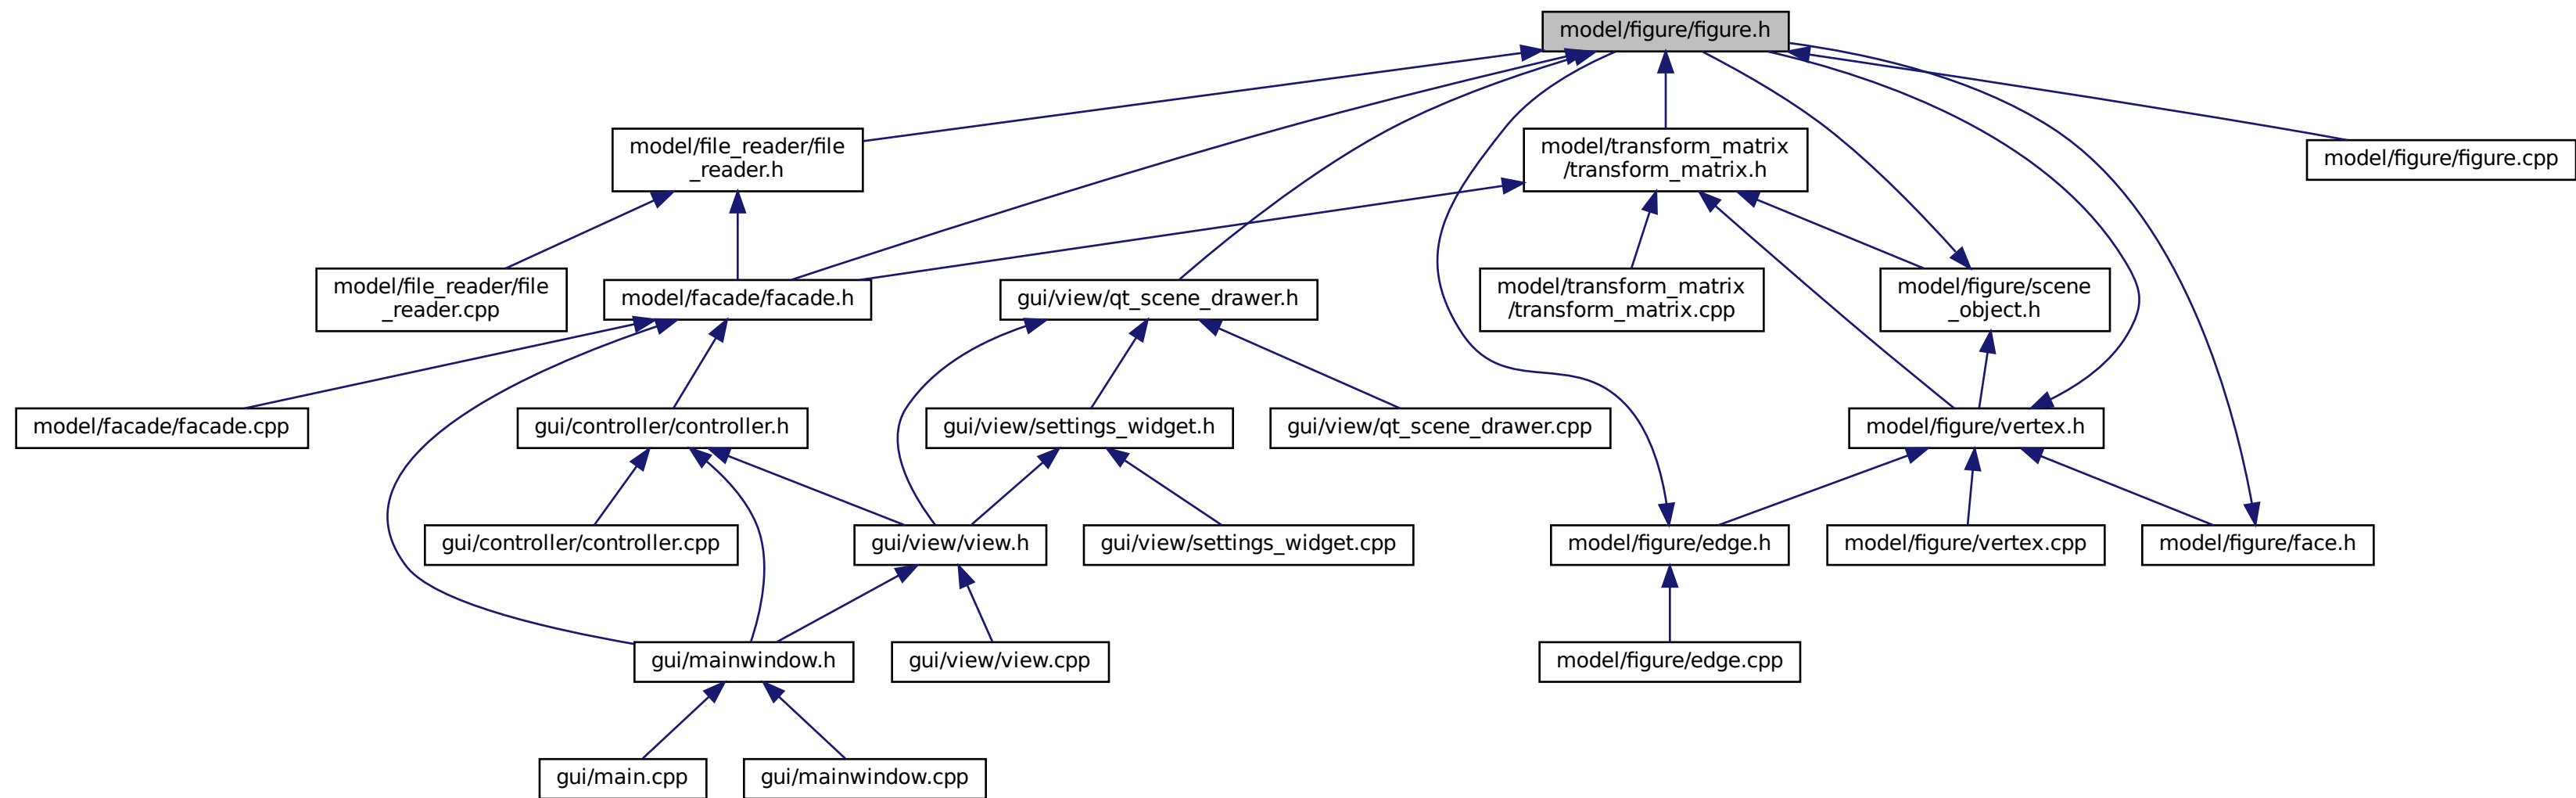 model/figure/figure.h
model/file_reader/file
_reader.h
model/transform_matrix
/transform_matrix.h
model/figure/figure.cpp
model/file_reader/file
_reader.cpp
model/facade/facade.h
gui/view/qt_scene_drawer.h
model/transform_matrix
/transform_matrix.cpp
model/figure/scene
_object.h
model/facade/facade.cpp
gui/controller/controller.h
gui/view/settings_widget.h
gui/view/qt_scene_drawer.cpp
model/figure/vertex.h
gui/controller/controller.cpp
gui/view/view.h
gui/view/settings_widget.cpp
model/figure/edge.h
model/figure/vertex.cpp
model/figure/face.h
gui/mainwindow.h
gui/view/view.cpp
model/figure/edge.cpp
gui/main.cpp
gui/mainwindow.cpp